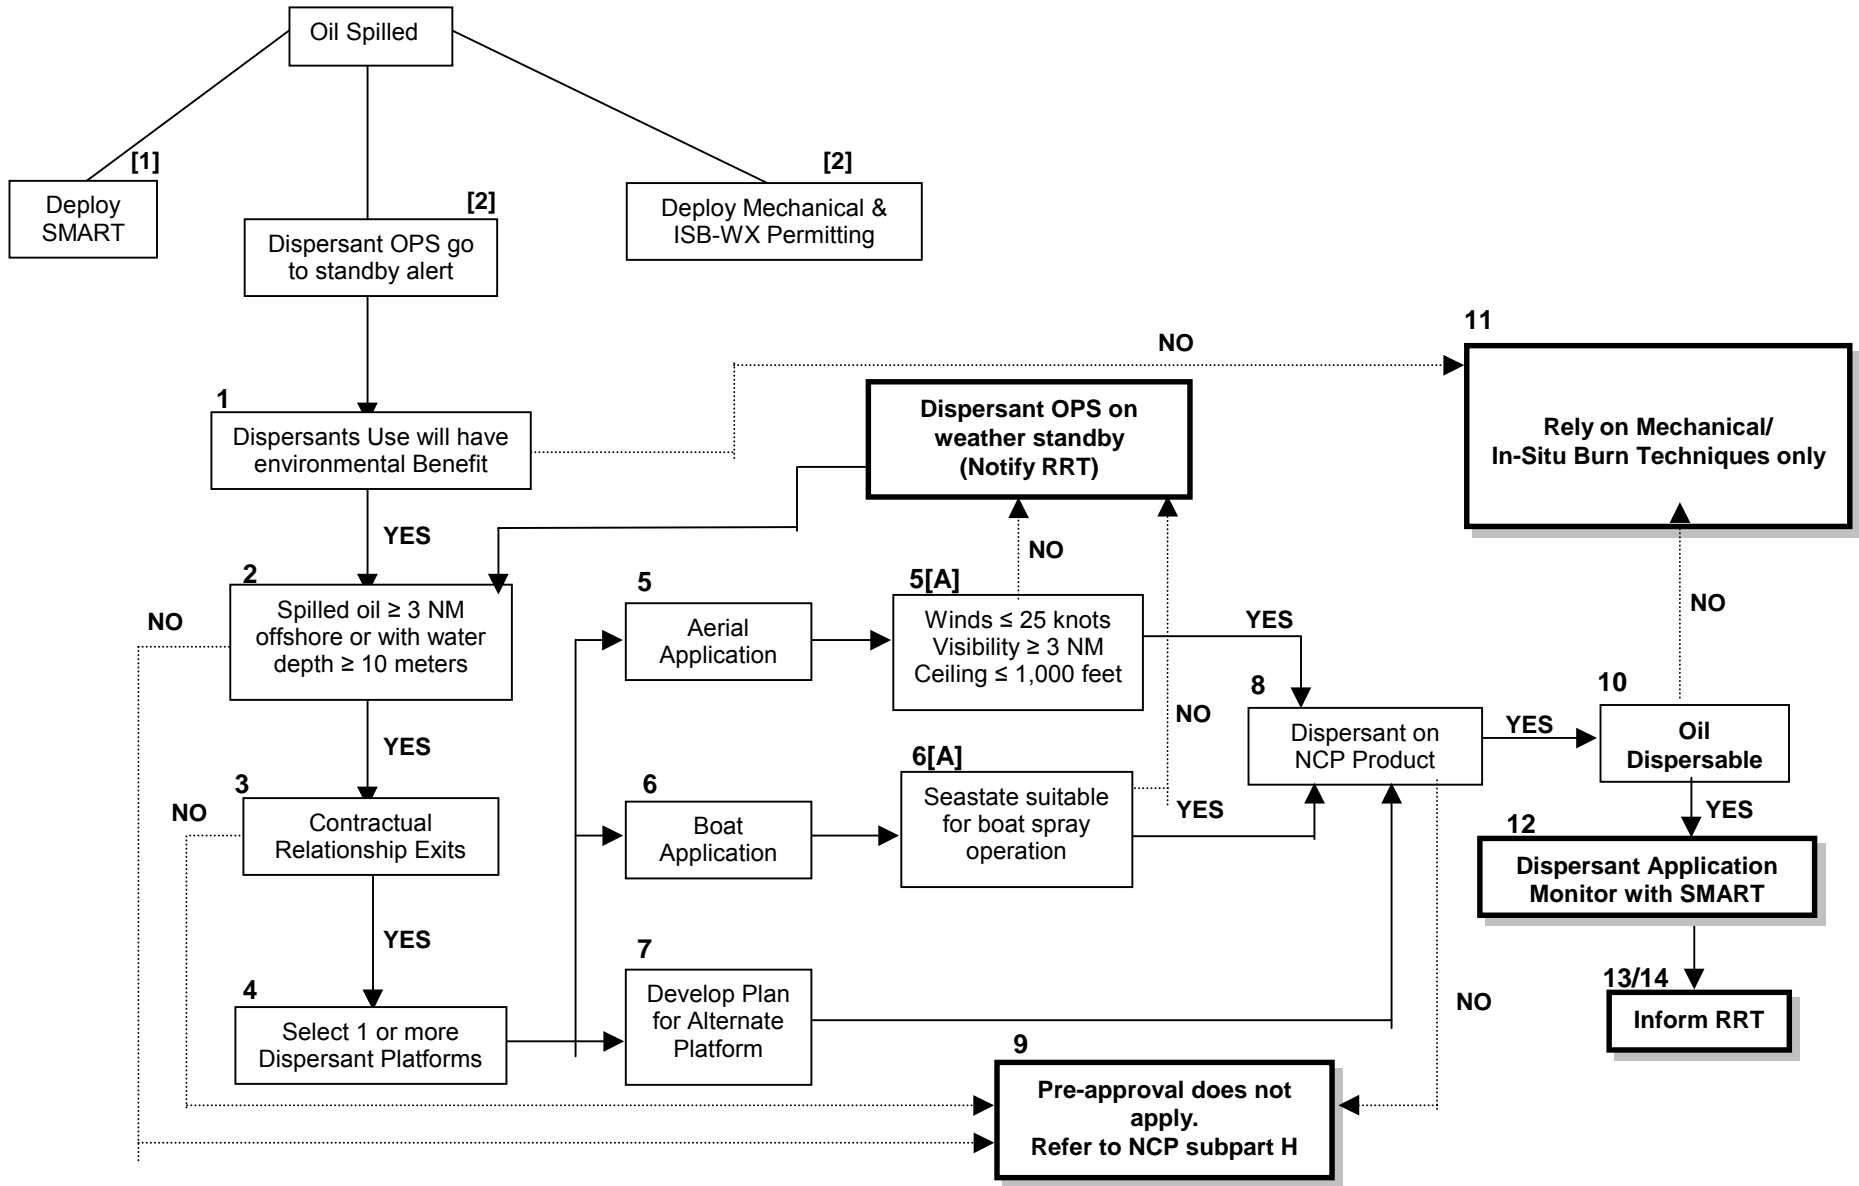 Oil Spilled
[1]
Deploy
SMART
[2]
Dispersant OPS go
to standby alert
[2]
Deploy Mechanical &
ISB-WX Permitting
1
Dispersants Use will have
environmental Benefit
NO
11
Rely on Mechanical/
In-Situ Burn Techniques only
YES
Dispersant OPS on
weather standby
(Notify RRT)
2
Spilled oil ≥ 3 NM
offshore or with water
depth ≥ 10 meters
NO
YES
3
Contractual
Relationship Exits
NO
YES
4
Select 1 or more
Dispersant Platforms
5
Aerial
Application
5[A]
Winds ≤ 25 knots
Visibility ≥ 3 NM
Ceiling ≤ 1,000 feet
NO
YES
6
Boat
Application
6[A]
Seastate suitable
for boat spray
operation
NO
YES
7
Develop Plan
for Alternate
Platform
8
Dispersant on
NCP Product
YES
NO
9
Pre-approval does not
apply.
Refer to NCP subpart H
10
Oil
Dispersable
NO
YES
12
Dispersant Application
Monitor with SMART
13/14
Inform RRT